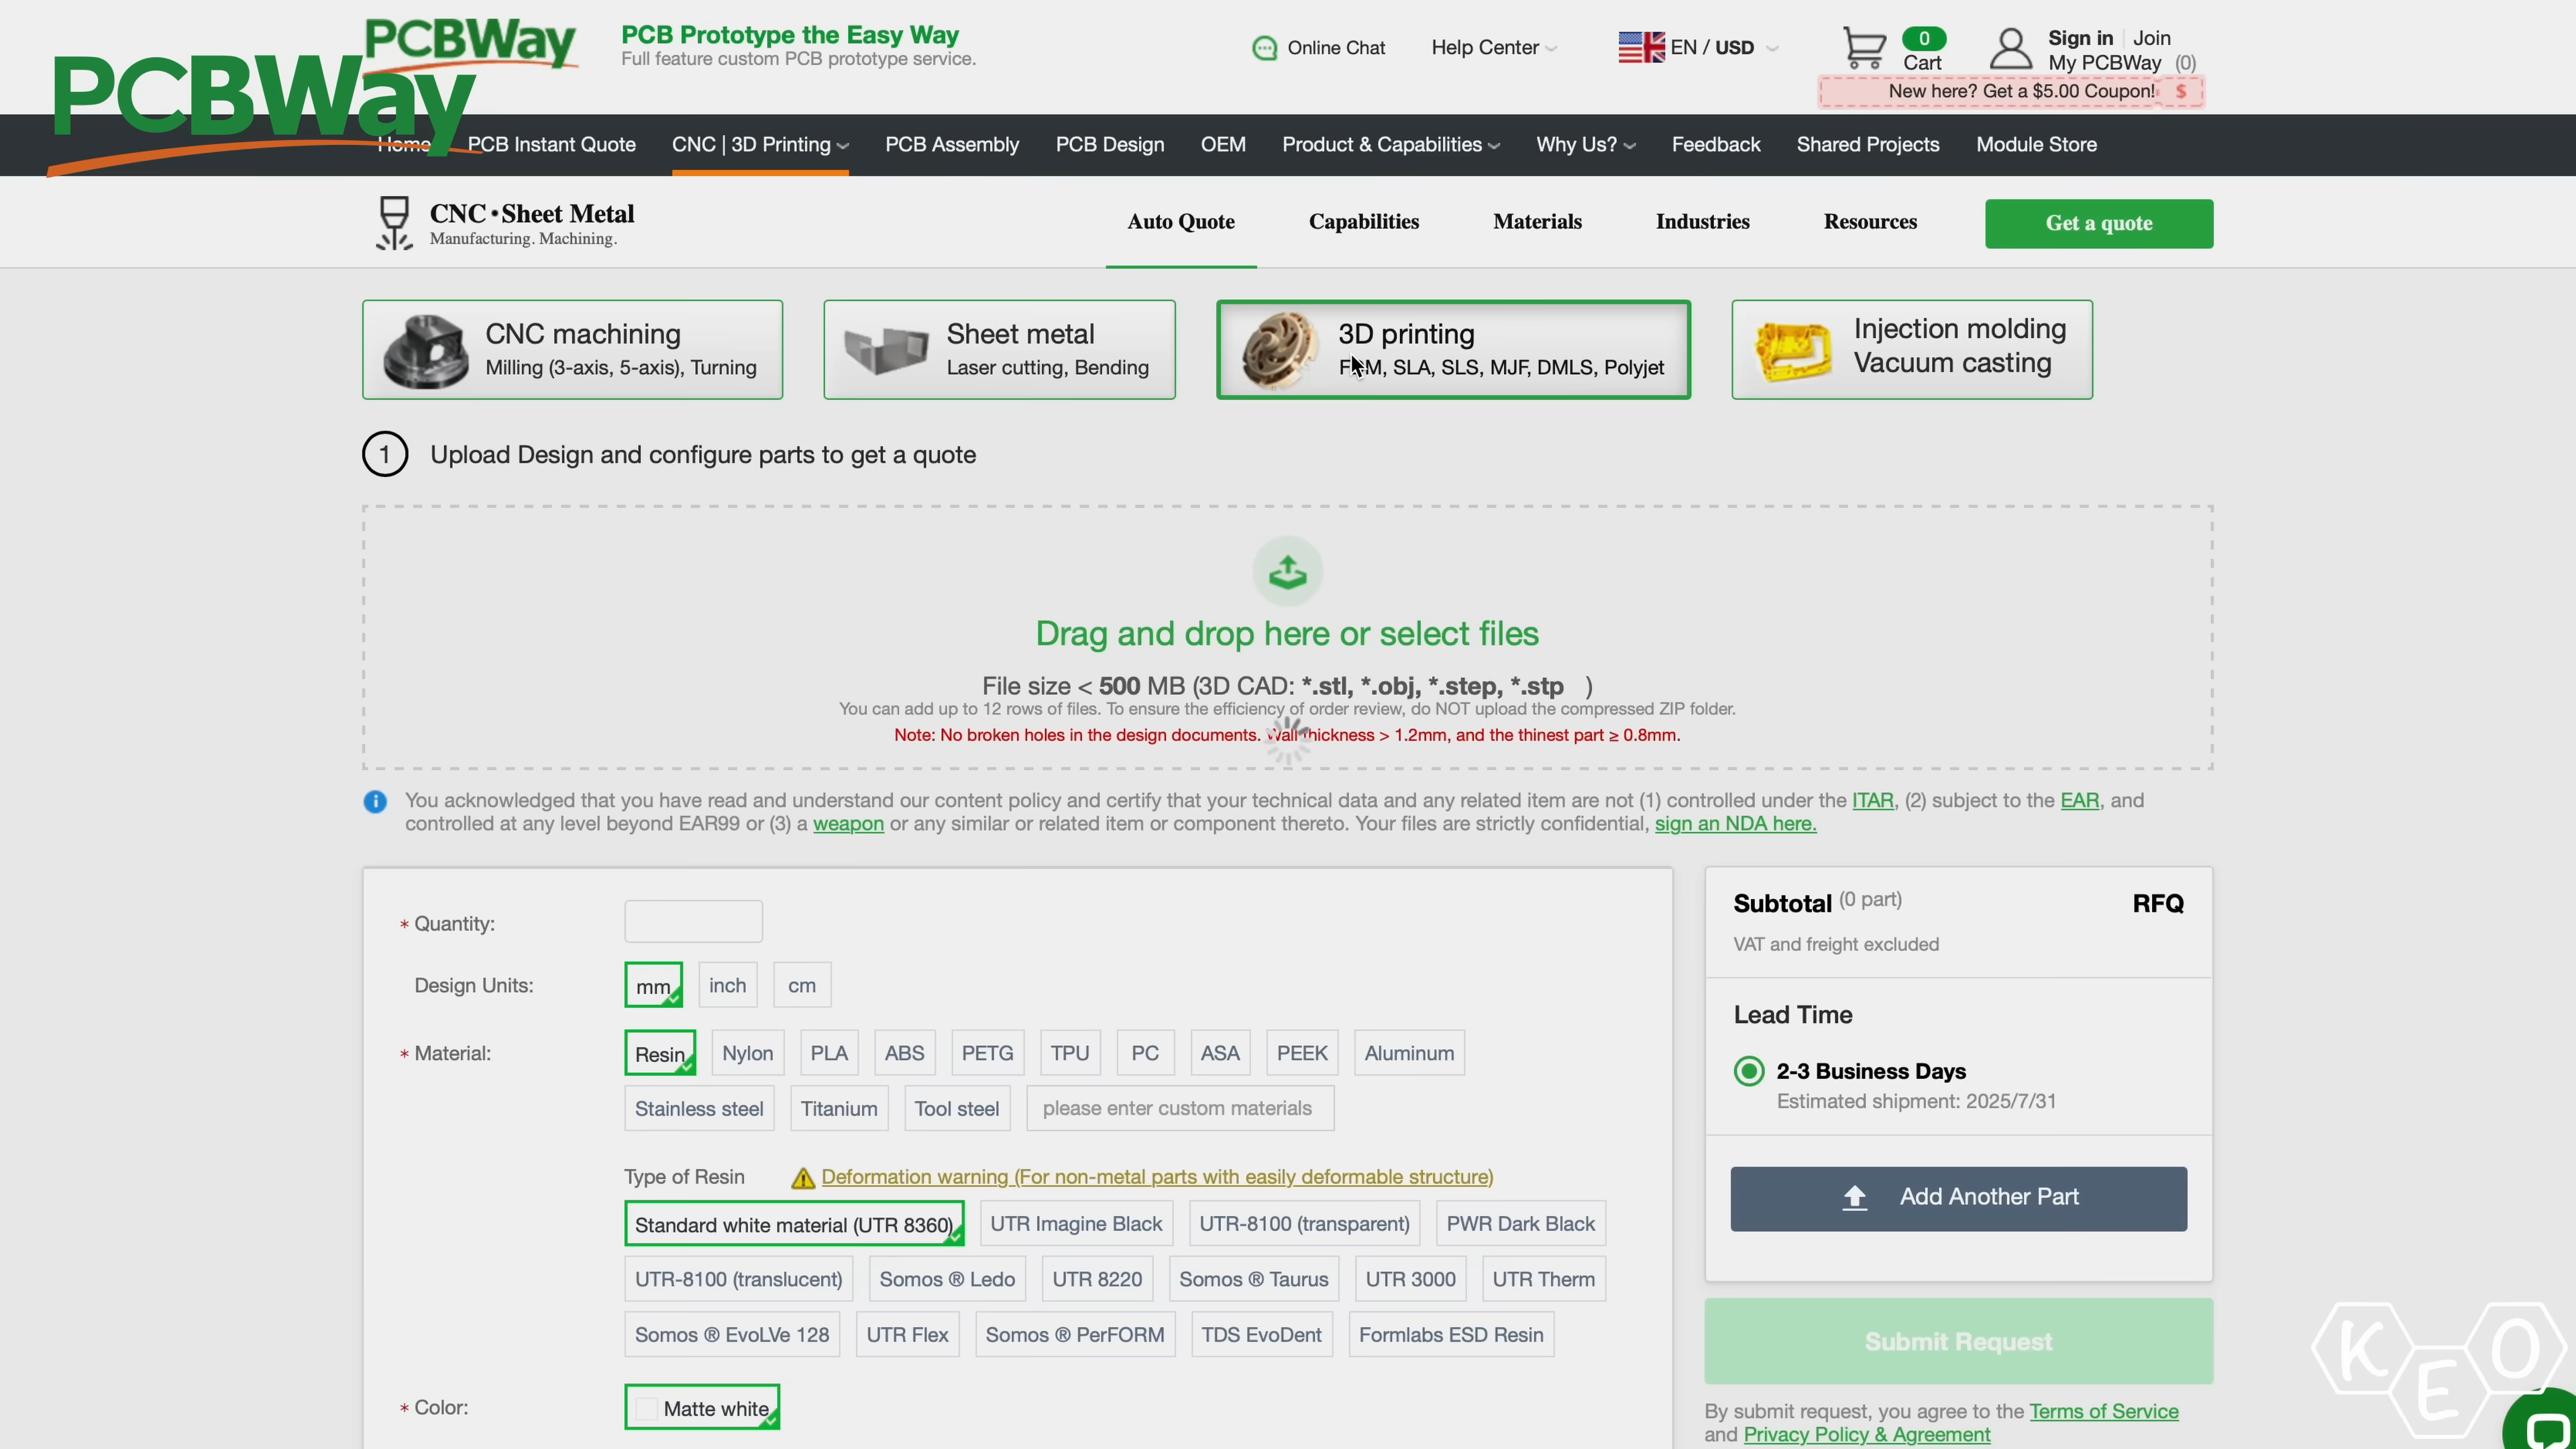 PCBWay
PCBWay
PCB Prototype the Easy Way
Full feature custom PCB prototype service.
Online Chat
Help Center
EN / USD
0
Cart
Sign in
Join
My PCBWay (0)
New here? Get a $5.00 Coupon!
$
Home
PCB Instant Quote
CNC | 3D Printing
PCB Assembly
PCB Design
OEM
Product & Capabilities
Why Us?
Feedback
Shared Projects
Module Store
CNC • Sheet Metal
Manufacturing. Machining.
Auto Quote
Capabilities
Materials
Industries
Resources
Get a quote
CNC machining
Milling (3-axis, 5-axis), Turning
Sheet metal
Laser cutting, Bending
3D printing
SLA, SLS, MJF, DMLS, Polyjet
Injection molding
Vacuum casting
1
Upload Design and configure parts to get a quote
Drag and drop here or select files
File size < 500 MB (3D CAD: *.stl, *.obj, *.step, *.stp )
You can add up to 12 rows of files. To ensure the efficiency of order review, do NOT upload the compressed ZIP folder.
Note: No broken holes in the design documents. Wall thickness > 1.2mm, and the thinest part ≥ 0.8mm.
You acknowledged that you have read and understand our content policy and certify that your technical data and any related item are not (1) controlled under the ITAR, (2) subject to the EAR, and
controlled at any level beyond EAR99 or (3) a weapon or any similar or related item or component thereto. Your files are strictly confidential, sign an NDA here.
* Quantity:
Design Units:
mm
inch
cm
* Material:
Resin
Nylon
PLA
ABS
PETG
TPU
PC
ASA
PEEK
Aluminum
Stainless steel
Titanium
Tool steel
please enter custom materials
Type of Resin
Deformation warning (For non-metal parts with easily deformable structure)
Standard white material (UTR 8360)
UTR Imagine Black
UTR-8100 (transparent)
PWR Dark Black
UTR-8100 (translucent)
Somos ® Ledo
UTR 8220
Somos ® Taurus
UTR 3000
UTR Therm
Somos ® EvoLVe 128
UTR Flex
Somos ® PerFORM
TDS EvoDent
Formlabs ESD Resin
* Color:
Matte white
Subtotal (0 part)
RFQ
VAT and freight excluded
Lead Time
2-3 Business Days
Estimated shipment: 2025/7/31
Add Another Part
Submit Request
By submit request, you agree to the Terms of Service
and Privacy Policy & Agreement
KEO